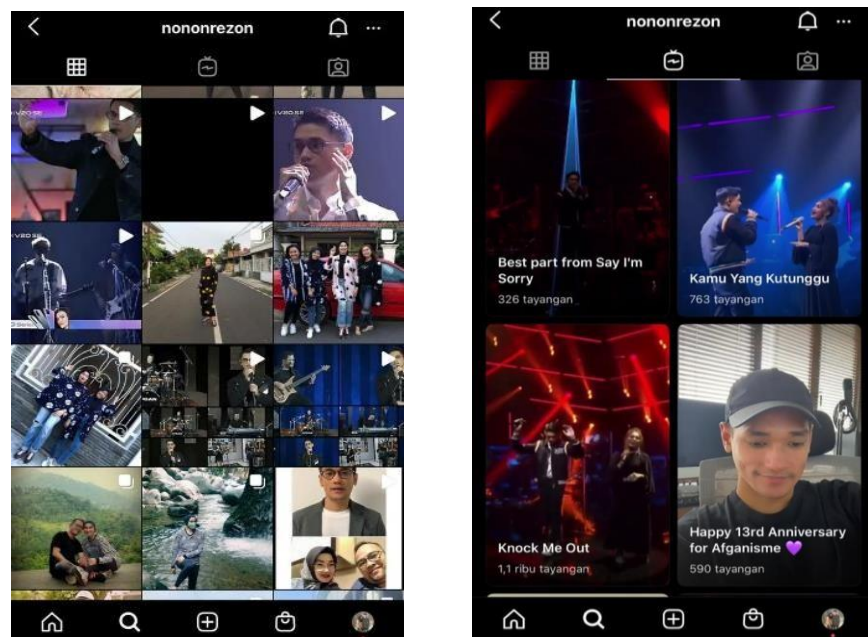 nononrezon
nononrezon
Best part from Say I'm
Sorry
326 tayangan
Kamu Yang Kutunggu
763 tayangan
Knock Me Out
1,1 ribu tayangan
Happy 13rd Anniversary
for Afganisme 💜
590 tayangan